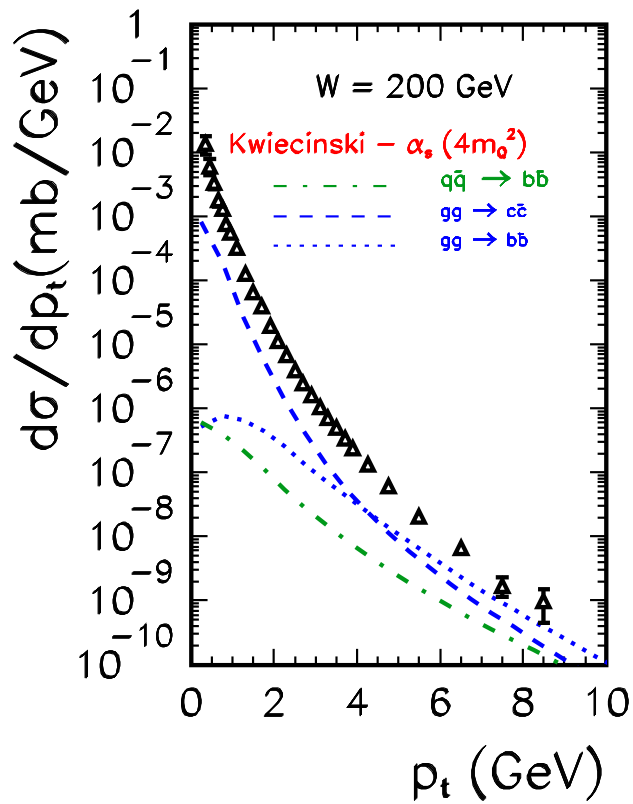 dσ/dpₜ(mb/GeV)
1
10⁻¹
10⁻²
10⁻³
10⁻⁴
10⁻⁵
10⁻⁶
10⁻⁷
10⁻⁸
10⁻⁹
10⁻¹⁰
W = 200 GeV
Kwiecinski – αₛ (4m_Q²)
qq̄ → bb̄
gg → cc̄
gg → bb̄
0 2 4 6 8 10
pₜ (GeV)